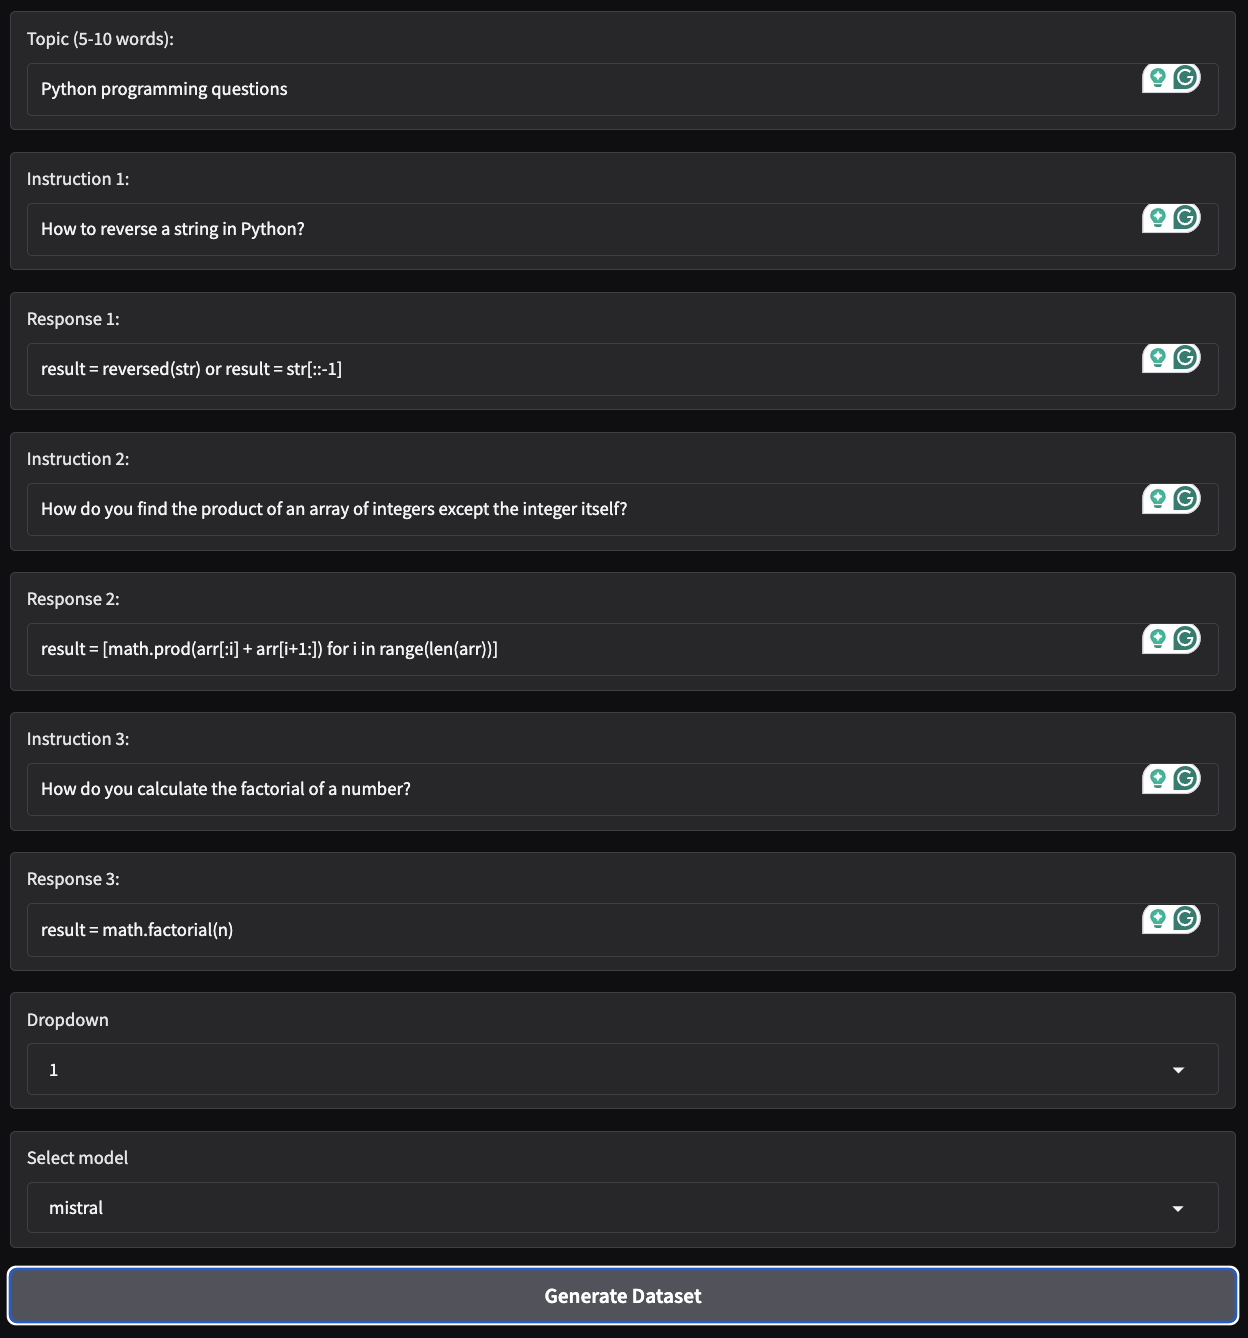 Topic (5-10 words):
Python programming questions
Instruction 1:
How to reverse a string in Python?
Response 1:
result = reversed(str) or result = str[::-1]
Instruction 2:
How do you find the product of an array of integers except the integer itself?
Response 2:
result = [math.prod(arr[:i] + arr[i+1:]) for i in range(len(arr))]
Instruction 3:
How do you calculate the factorial of a number?
Response 3:
result = math.factorial(n)
Dropdown
1
Select model
mistral
Generate Dataset